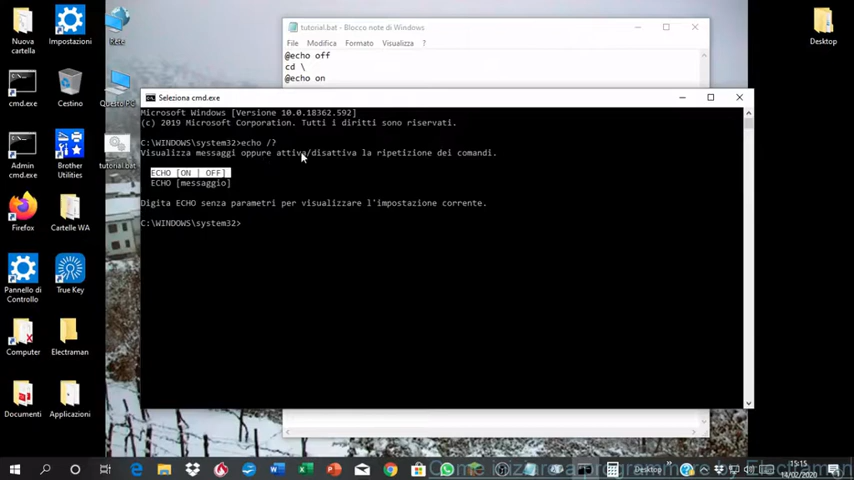 tutorial.bat - Blocco note di Windows
File Modifica Formato Visualizza ?
@echo off
cd \
@echo on
Seleziona cmd.exe
Microsoft Windows [Versione 10.0.18362.592]
(c) 2019 Microsoft Corporation. Tutti i diritti sono riservati.
C:\WINDOWS\system32>echo /?
Visualizza messaggi oppure attiva/disattiva la ripetizione dei comandi.
ECHO [ON | OFF]
ECHO [messaggio]
Digita ECHO senza parametri per visualizzare l'impostazione corrente.
C:\WINDOWS\system32>
Nuova cartella
Impostazioni
Rete
Desktop
cmd.exe
Cestino
Questo PC
Admin cmd.exe
Brother Utilities
tutorial.bat
Firefox
Cartelle WA
Pannello di Controllo
True Key
Computer
Electraman
Documenti
Applicazioni
Desktop
15:15
14/02/2020